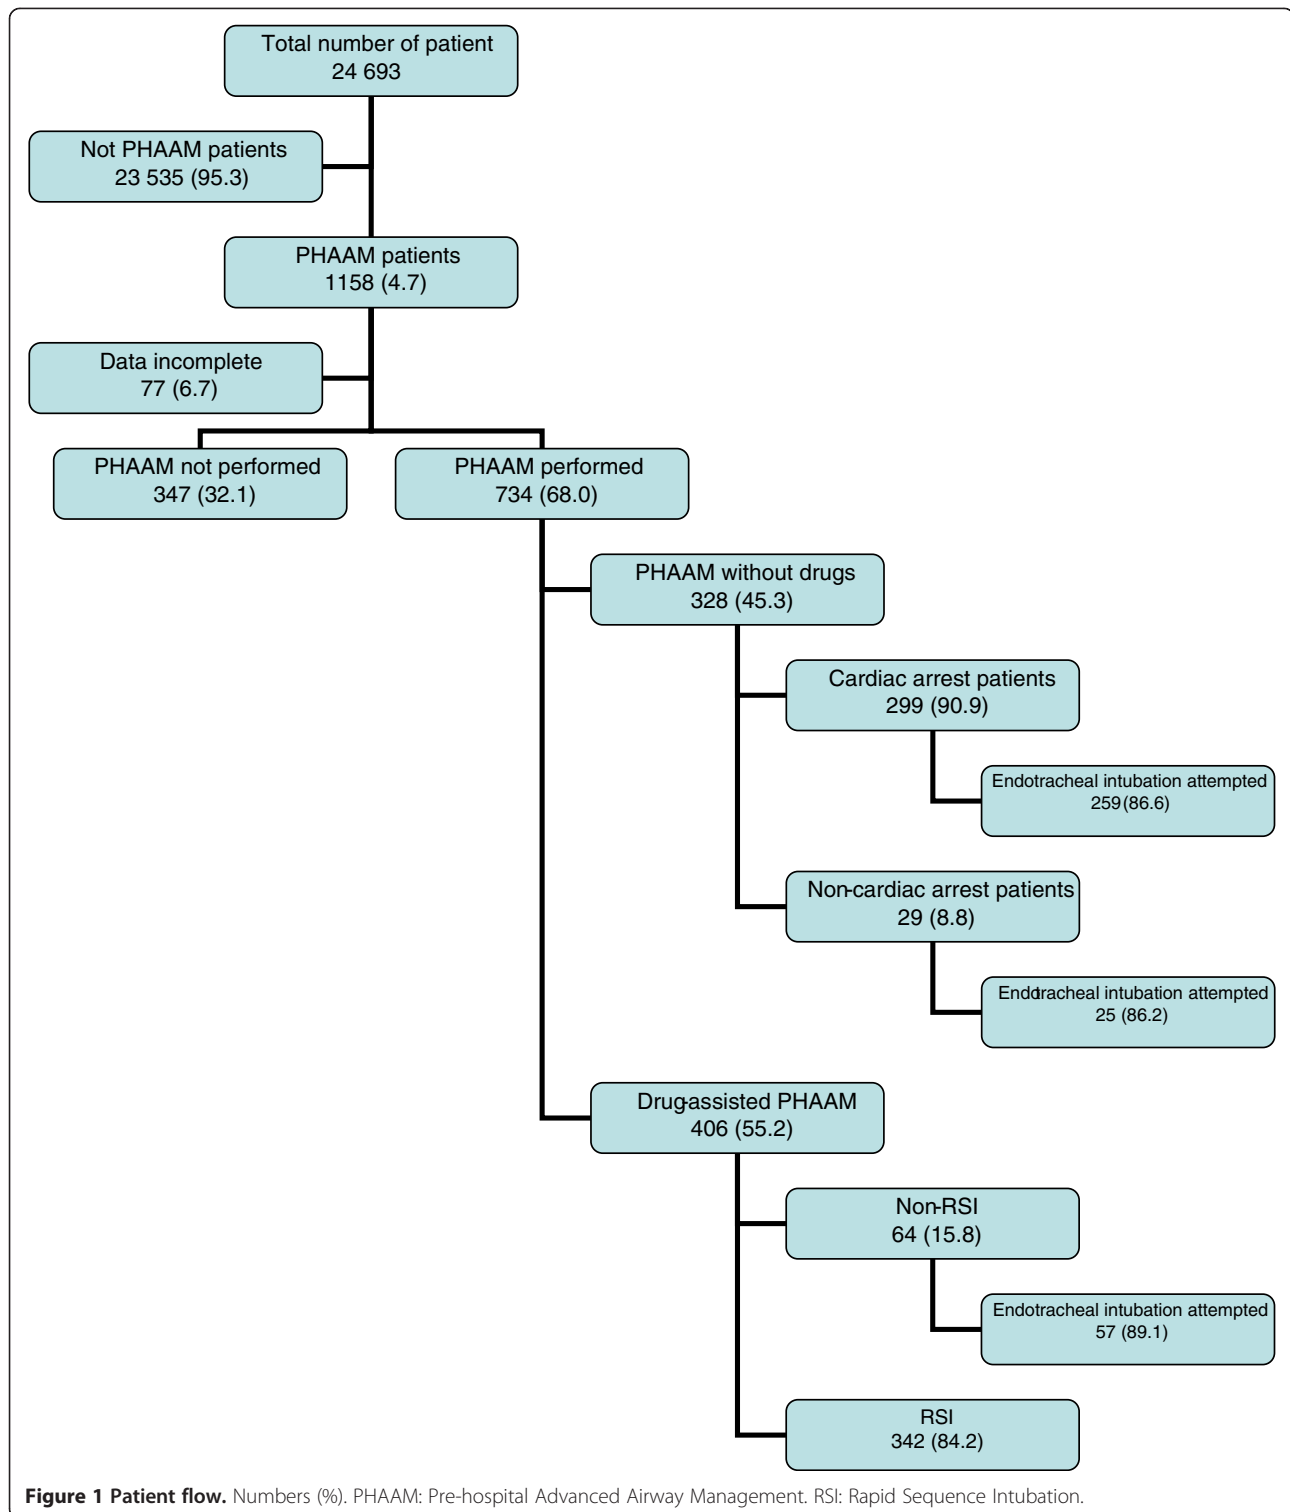 Total number of patient
24 693
Not PHAAM patients
23 535 (95.3)
PHAAM patients
1158 (4.7)
Data incomplete
77 (6.7)
PHAAM not performed
347 (32.1)
PHAAM performed
734 (68.0)
PHAAM without drugs
328 (45.3)
Cardiac arrest patients
299 (90.9)
Endotracheal intubation attempted
259(86.6)
Non-cardiac arrest patients
29 (8.8)
Endotracheal intubation attempted
25 (86.2)
Drug-assisted PHAAM
406 (55.2)
Non-RSI
64 (15.8)
Endotracheal intubation attempted
57 (89.1)
RSI
342 (84.2)
Figure 1 Patient flow. Numbers (%). PHAAM: Pre-hospital Advanced Airway Management. RSI: Rapid Sequence Intubation.